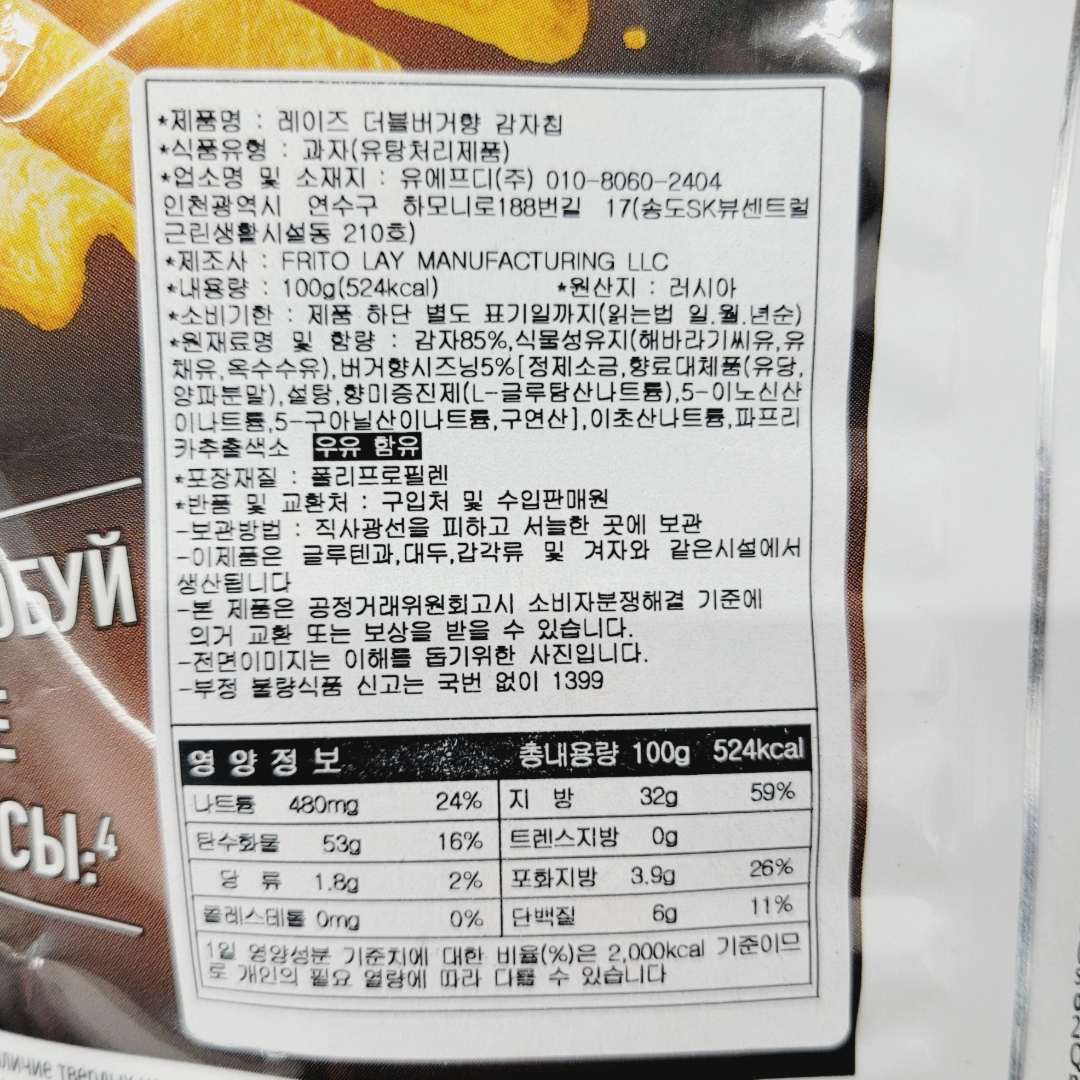 *제품명 : 레이즈 더블버거향 감자칩
*식품유형 : 과자(유탕처리제품)
*업소명 및 소재지 : 유에프디(주) 010-8060-2404
인천광역시 연수구 하모니로188번길 17(송도SK뷰센트럴
근린생활시설동 210호)
*제조사 : FRITO LAY MANUFACTURING LLC
*내용량 : 100g(524kcal) *원산지 : 러시아
*소비기한 : 제품 하단 별도 표기일까지(읽는법 일.월.년순)
*원재료명 및 함량 : 감자85%,식물성유지(해바라기씨유,유
채유,옥수수유),버거향시즈닝5%[정제소금,향료대체품(유당,
양파분말),설탕,향미증진제(L-글루탐산나트륨),5-이노신산
이나트륨,5-구아닐산이나트륨,구연산],이초산나트륨,파프리
카추출색소 우유 함유
*포장재질 : 폴리프로필렌
*반품 및 교환처 : 구입처 및 수입판매원
-보관방법 : 직사광선을 피하고 서늘한 곳에 보관
-이제품은 글루텐과,대두,갑각류 및 겨자와 같은시설에서
생산됩니다
-본 제품은 공정거래위원회고시 소비자분쟁해결 기준에
의거 교환 또는 보상을 받을 수 있습니다.
-전면이미지는 이해를 돕기위한 사진입니다.
-부정 불량식품 신고는 국번 없이 1399
영양정보 총내용량 100g 524kcal
나트륨 480mg 24% 지 방 32g 59%
탄수화물 53g 16% 트렌스지방 0g
당 류 1.8g 2% 포화지방 3.9g 26%
콜레스테롤 0mg 0% 단백질 6g 11%
1일 영양성분 기준치에 대한 비율(%)은 2,000kcal 기준이므
로 개인의 필요 열량에 따라 다를 수 있습니다